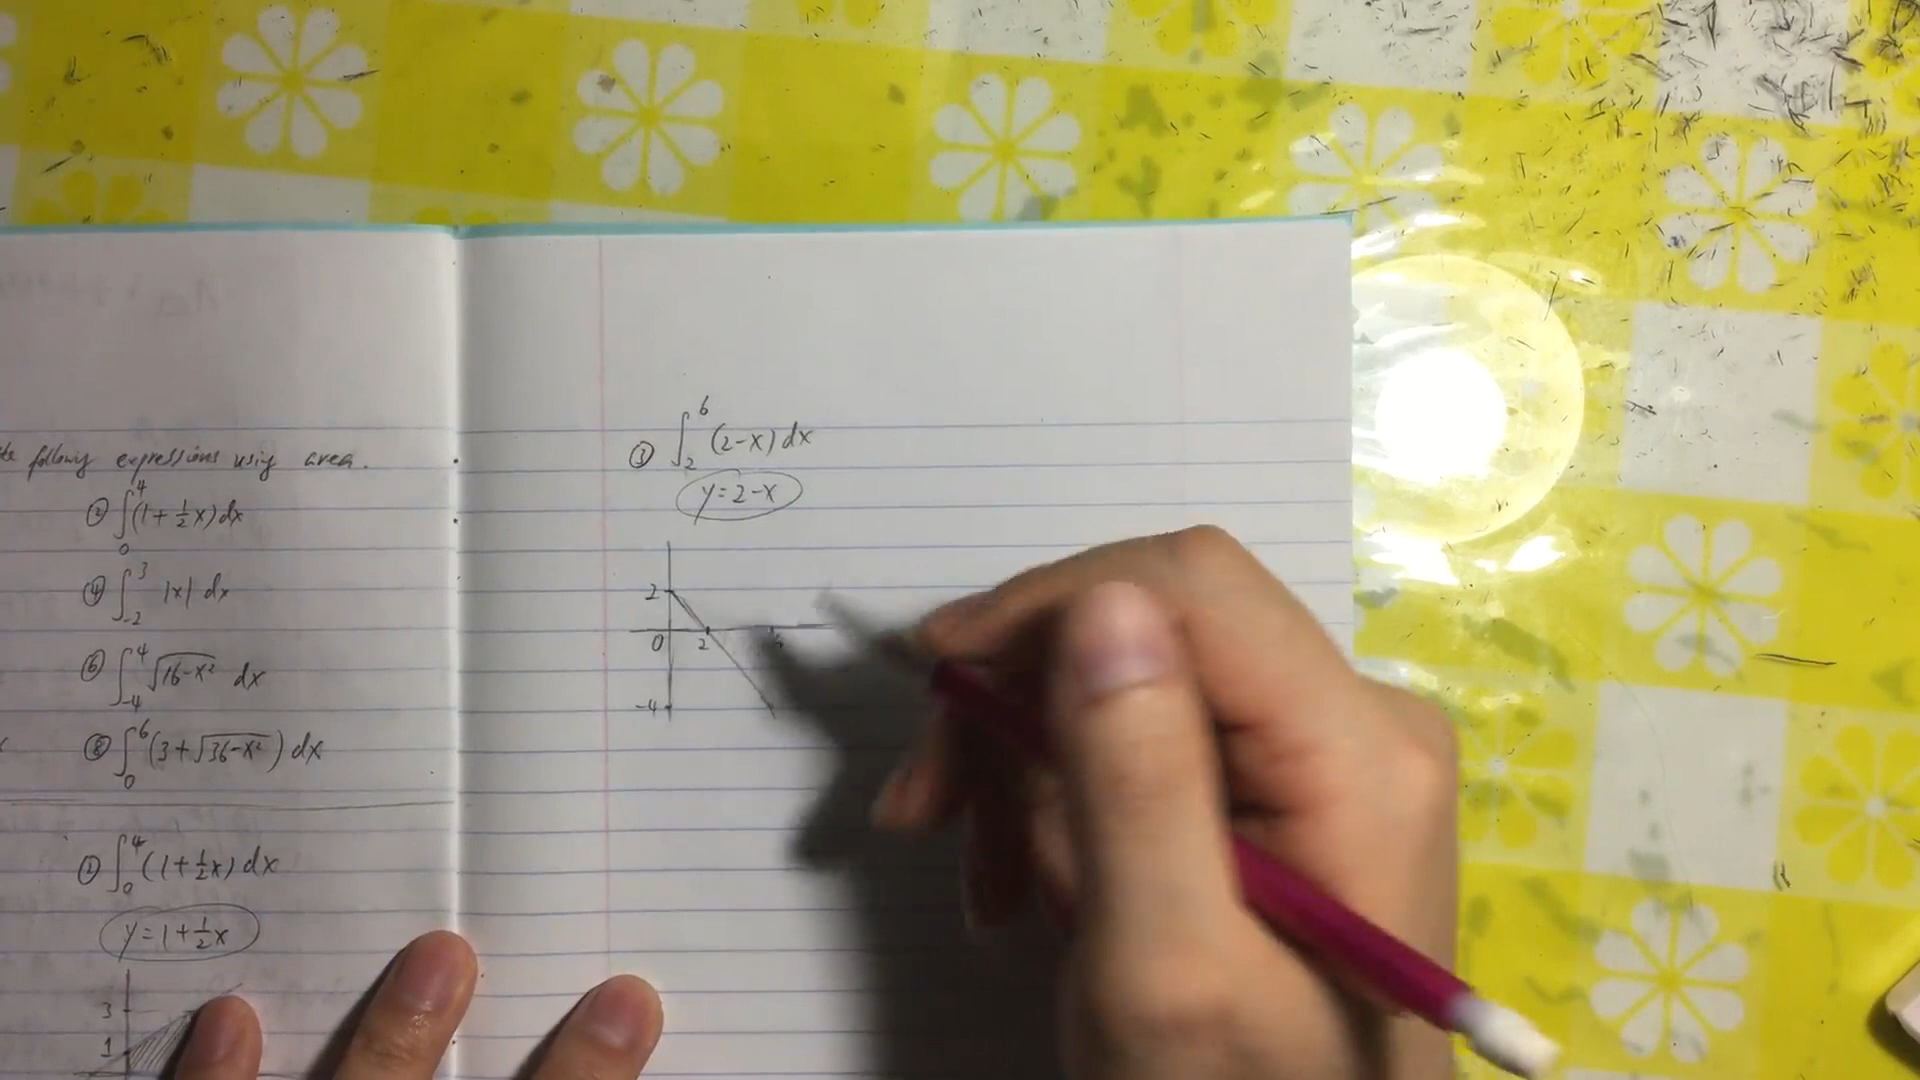 following expressions using area.
② ∫₀⁴ (1 + ½x) dx
④ ∫₋₂³ |x| dx
⑥ ∫₋₄⁴ √(16-x²) dx
⑧ ∫₀⁶ (3 + √(36-x²)) dx
① ∫₀⁴ (1 + ½x) dx
y = 1 + ½x
3
1
③ ∫₂⁶ (2-x) dx
y = 2-x
2
0 2
-4